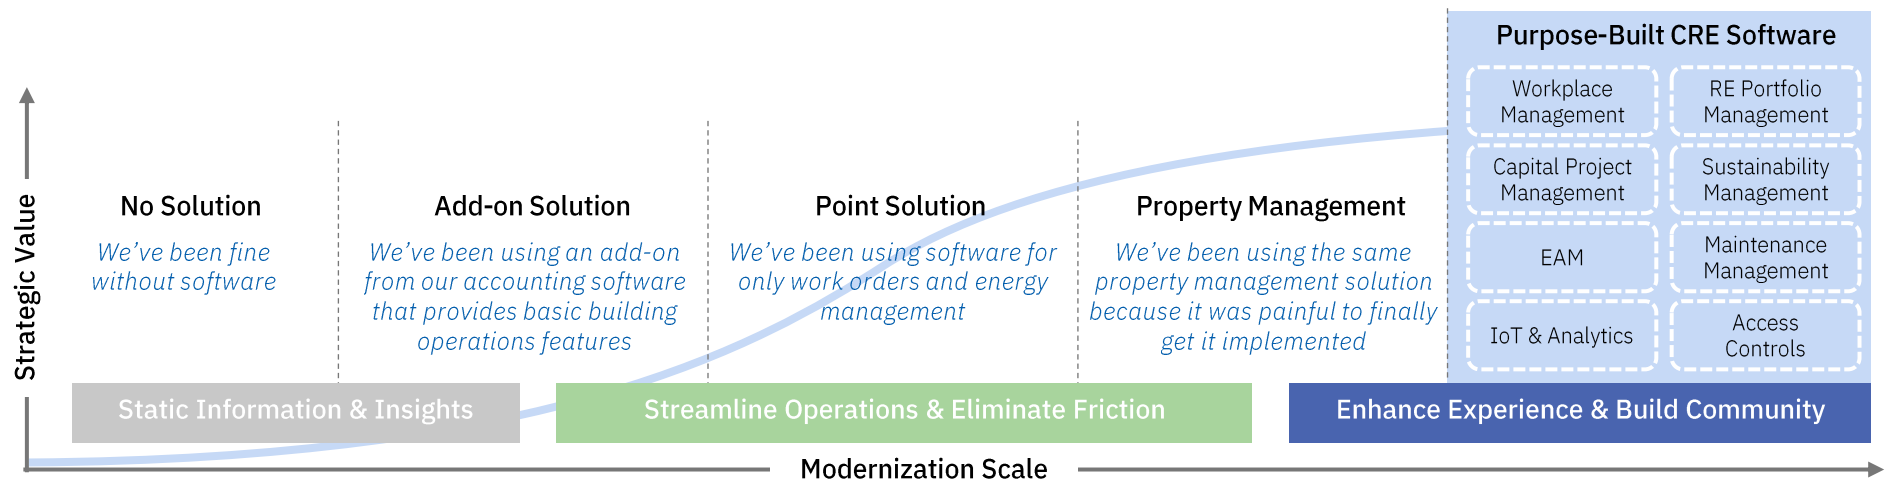 Strategic Value
No Solution
We’ve been fine
without software
Add-on Solution
We’ve been using an add-on
from our accounting software
that provides basic building
operations features
Point Solution
We’ve been using software for
only work orders and energy
management
Property Management
We’ve been using the same
property management solution
because it was painful to finally
get it implemented
Purpose-Built CRE Software
Workplace
Management
RE Portfolio
Management
Capital Project
Management
Sustainability
Management
EAM
Maintenance
Management
IoT & Analytics
Access
Controls
Static Information & Insights
Streamline Operations & Eliminate Friction
Enhance Experience & Build Community
Modernization Scale